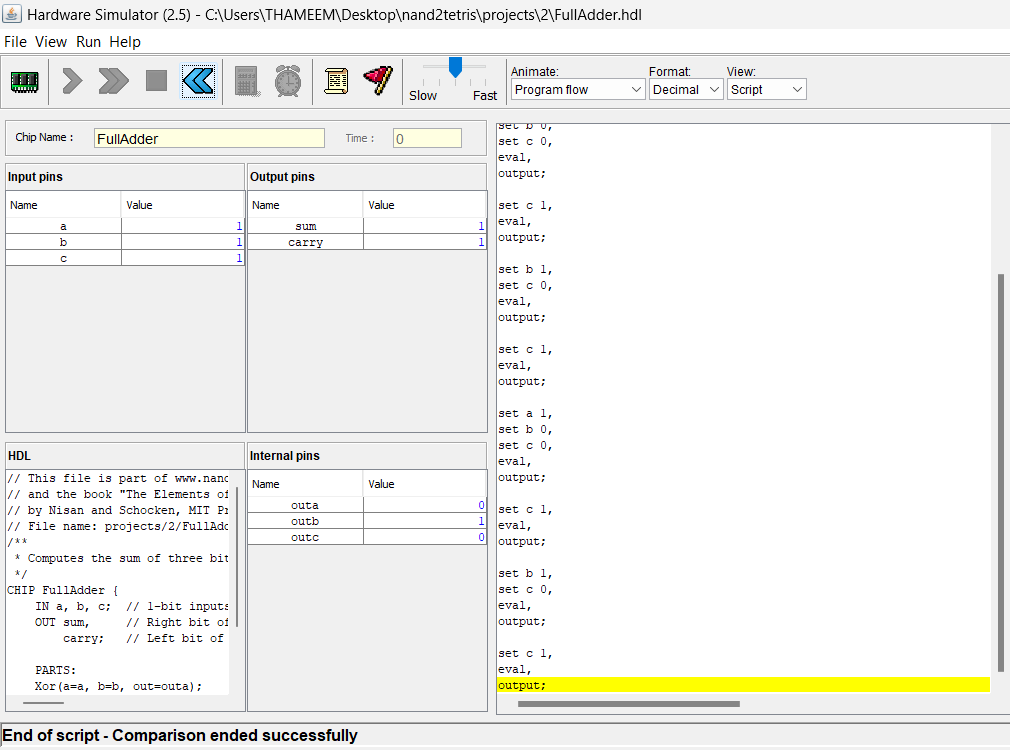 Hardware Simulator (2.5) - C:\Users\THAMEEM\Desktop\nand2tetris\projects\2\FullAdder.hdl
File View Run Help
Slow Fast
Animate: Format: View:
Program flow Decimal Script
Chip Name : FullAdder Time : 0
Input pins
Name Value
a 1
b 1
c 1
Output pins
Name Value
sum 1
carry 1
HDL
// This file is part of www.nand
// and the book "The Elements of
// by Nisan and Schocken, MIT Pr
// File name: projects/2/FullAdd
/**
* Computes the sum of three bit
*/
CHIP FullAdder {
IN a, b, c; // 1-bit inputs
OUT sum, // Right bit of
carry; // Left bit of
PARTS:
Xor(a=a, b=b, out=outa);
Internal pins
Name Value
outa 0
outb 1
outc 0
set b 0,
set c 0,
eval,
output;
set c 1,
eval,
output;
set b 1,
set c 0,
eval,
output;
set c 1,
eval,
output;
set a 1,
set b 0,
set c 0,
eval,
output;
set c 1,
eval,
output;
set b 1,
set c 0,
eval,
output;
set c 1,
eval,
output;
End of script - Comparison ended successfully